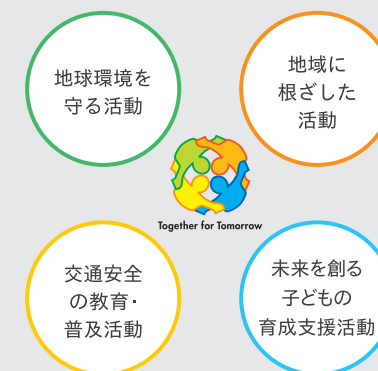 地球環境を
守る活動
地域に
根ざした
活動
Together for Tomorrow
交通安全
の教育・
普及活動
未来を創る
子どもの
育成支援活動